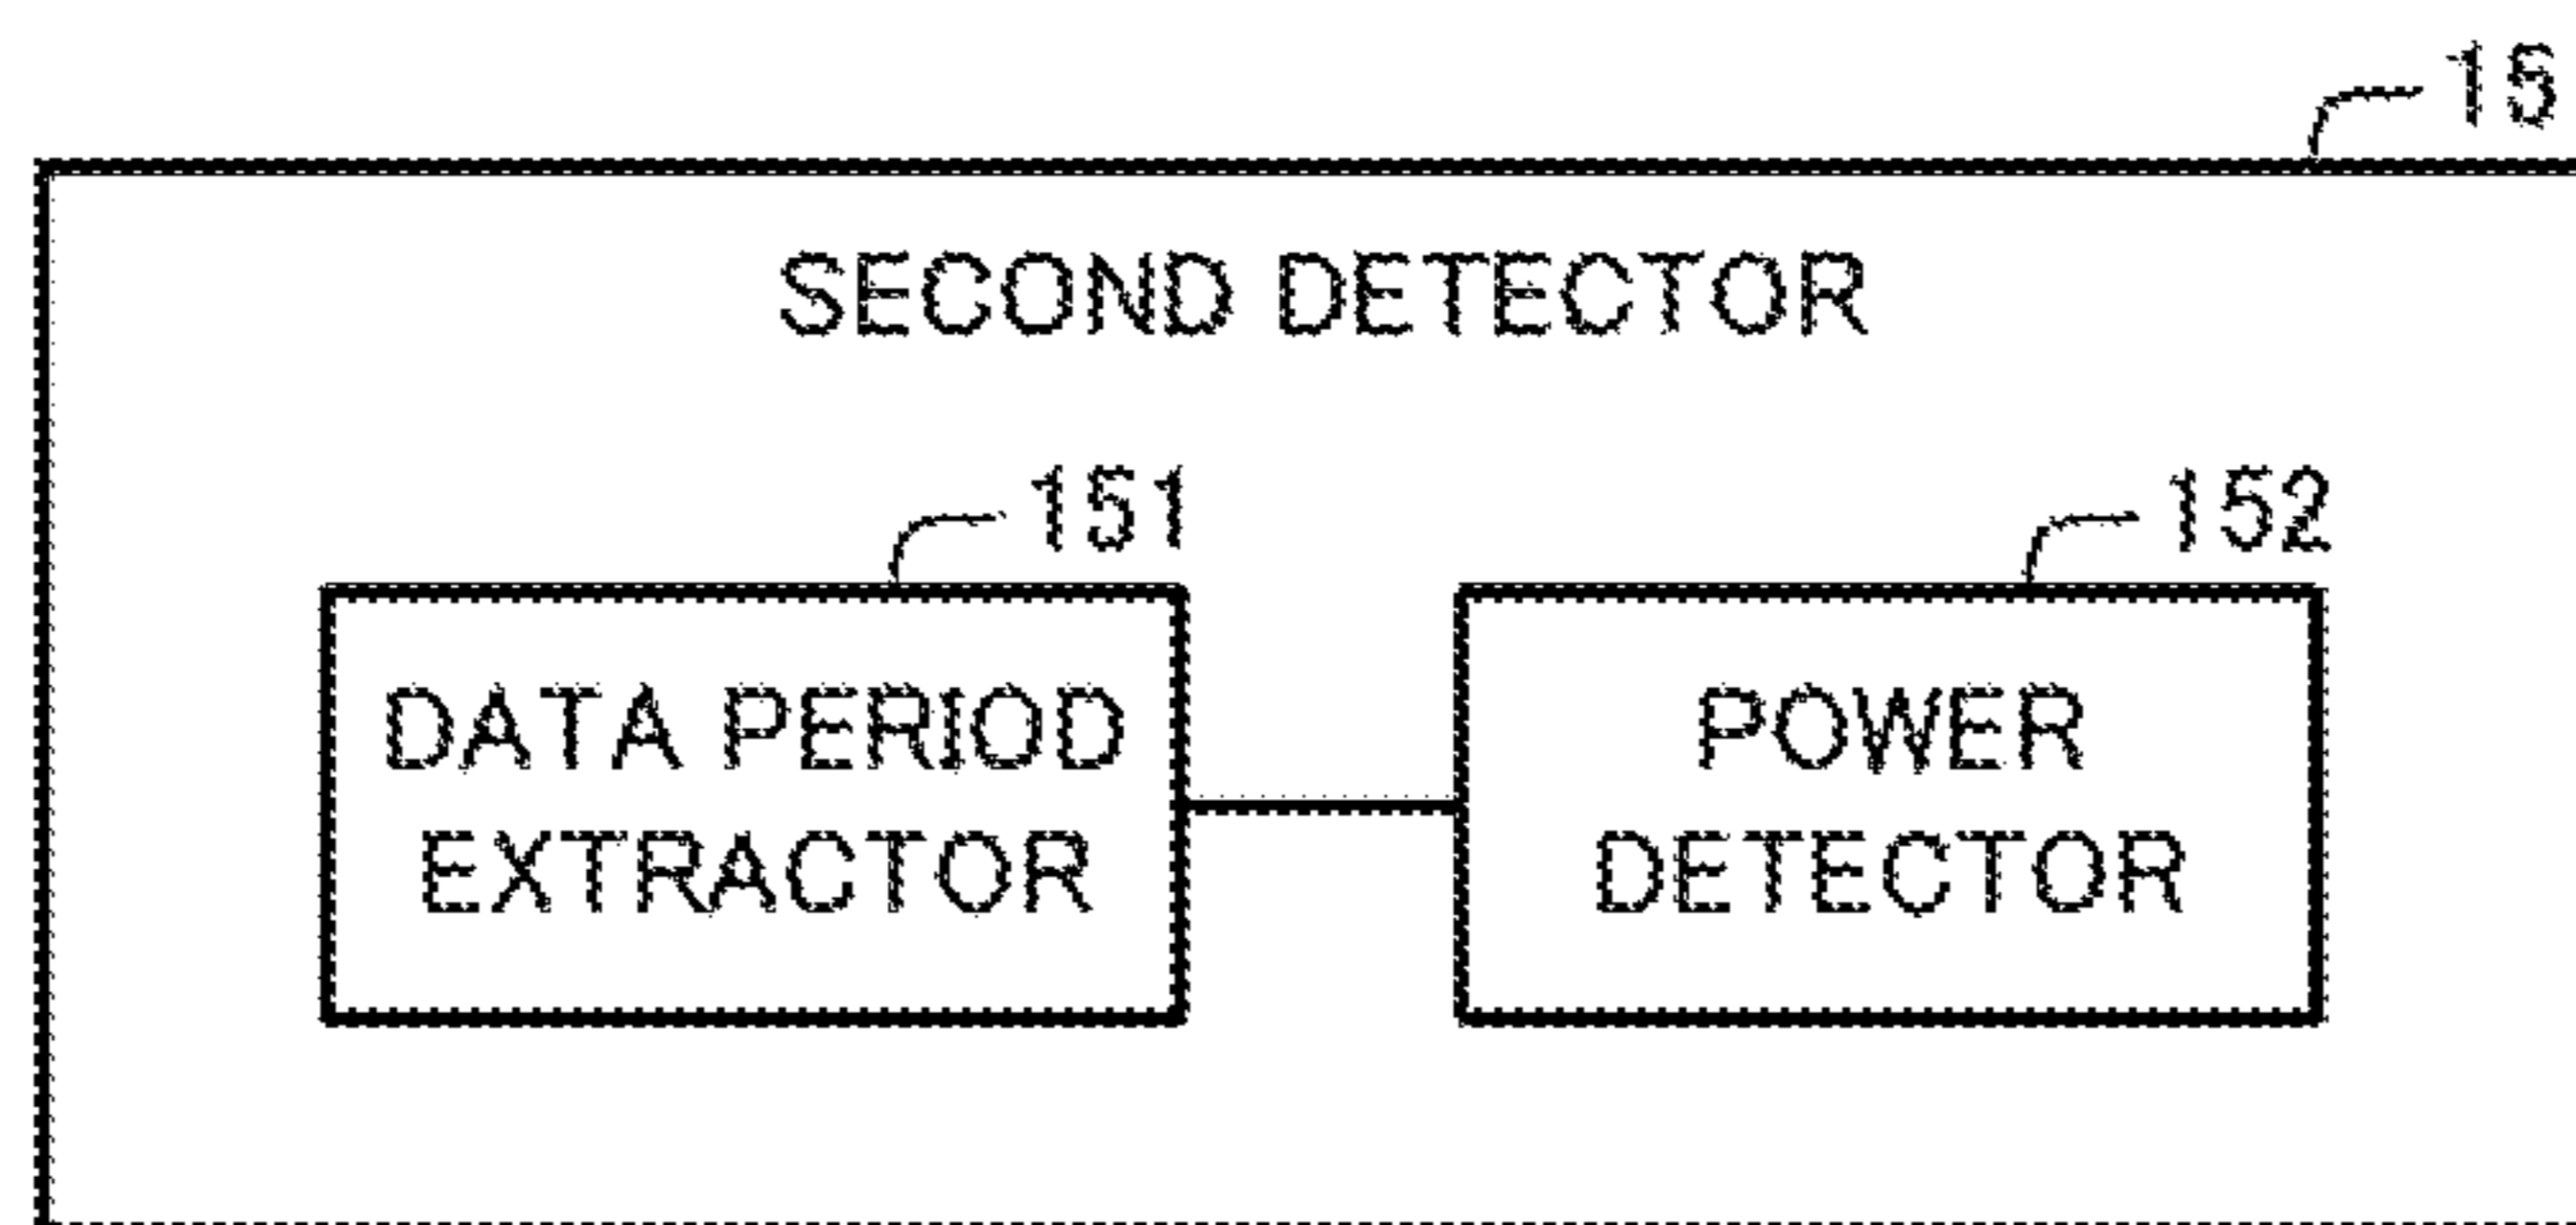 15
SECOND DETECTOR
151
152
DATA PERIOD
EXTRACTOR
POWER
DETECTOR